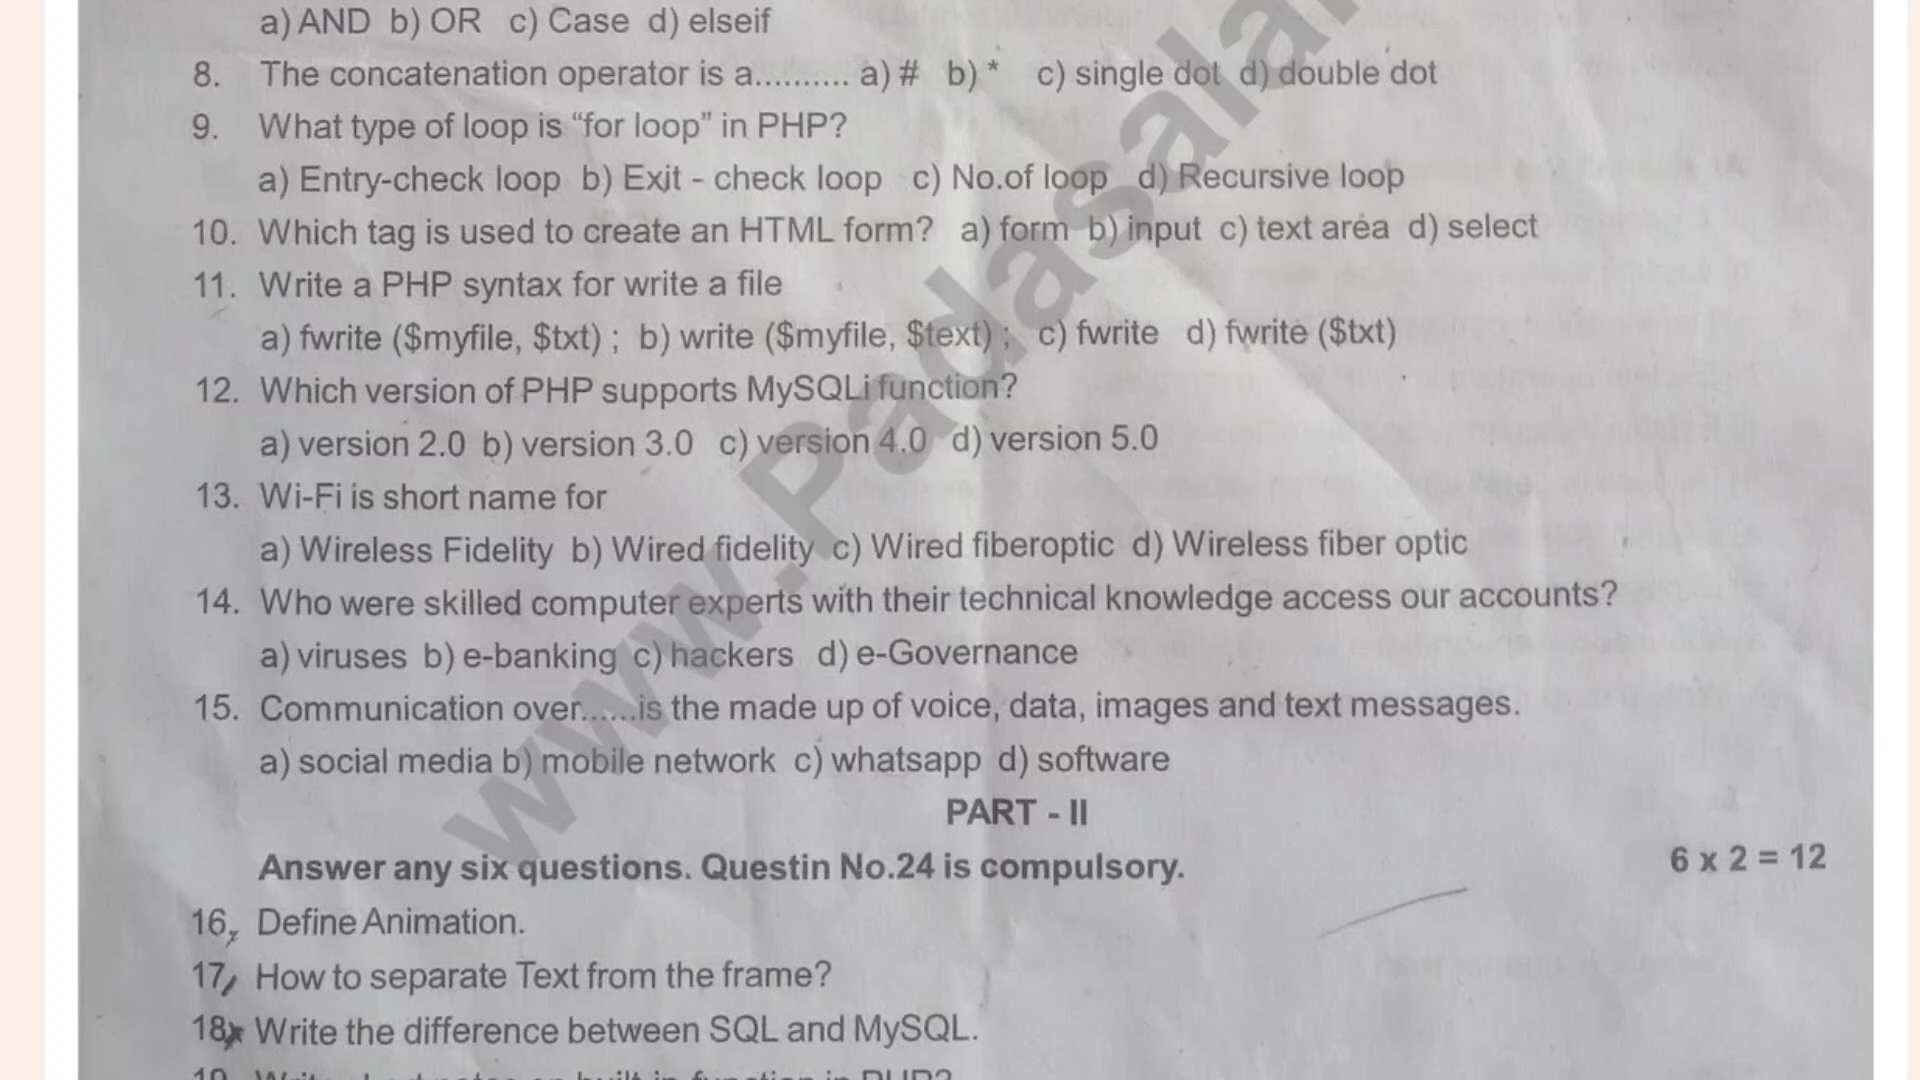 a) AND b) OR c) Case d) elseif
8. The concatenation operator is a.......... a) # b) * c) single dot d) double dot
9. What type of loop is “for loop” in PHP?
a) Entry-check loop b) Exit - check loop c) No.of loop d) Recursive loop
10. Which tag is used to create an HTML form? a) form b) input c) text area d) select
11. Write a PHP syntax for write a file
a) fwrite ($myfile, $txt) ; b) write ($myfile, $text) ; c) fwrite d) fwrite ($txt)
12. Which version of PHP supports MySQLi function?
a) version 2.0 b) version 3.0 c) version 4.0 d) version 5.0
13. Wi-Fi is short name for
a) Wireless Fidelity b) Wired fidelity c) Wired fiberoptic d) Wireless fiber optic
14. Who were skilled computer experts with their technical knowledge access our accounts?
a) viruses b) e-banking c) hackers d) e-Governance
15. Communication over......is the made up of voice, data, images and text messages.
a) social media b) mobile network c) whatsapp d) software
PART - II
Answer any six questions. Questin No.24 is compulsory. 6 x 2 = 12
16. Define Animation.
17. How to separate Text from the frame?
18. Write the difference between SQL and MySQL.
www.Padasalai